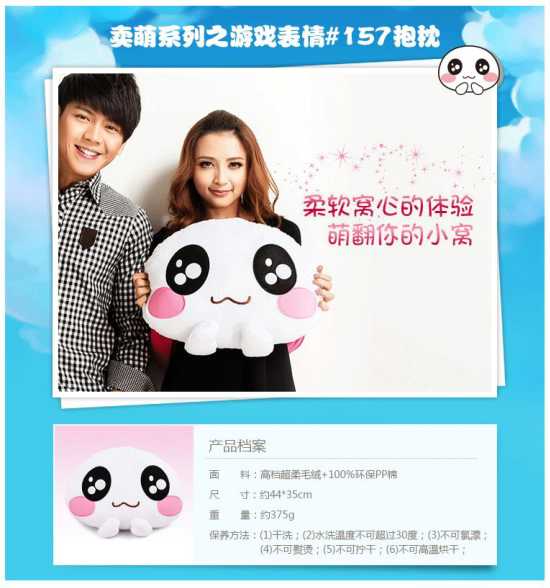 卖萌系列之游戏表情#157抱枕
柔软窝心的体验
萌翻你的小窝
产品档案
面　　料：高档超柔毛绒+100%环保PP棉
尺　　寸：约44*35cm
重　　量：约375g
保养方法：(1)干洗；(2)水洗温度不可超过30度；(3)不可氯漂；
(4)不可熨烫；(5)不可拧干；(6)不可高温烘干；